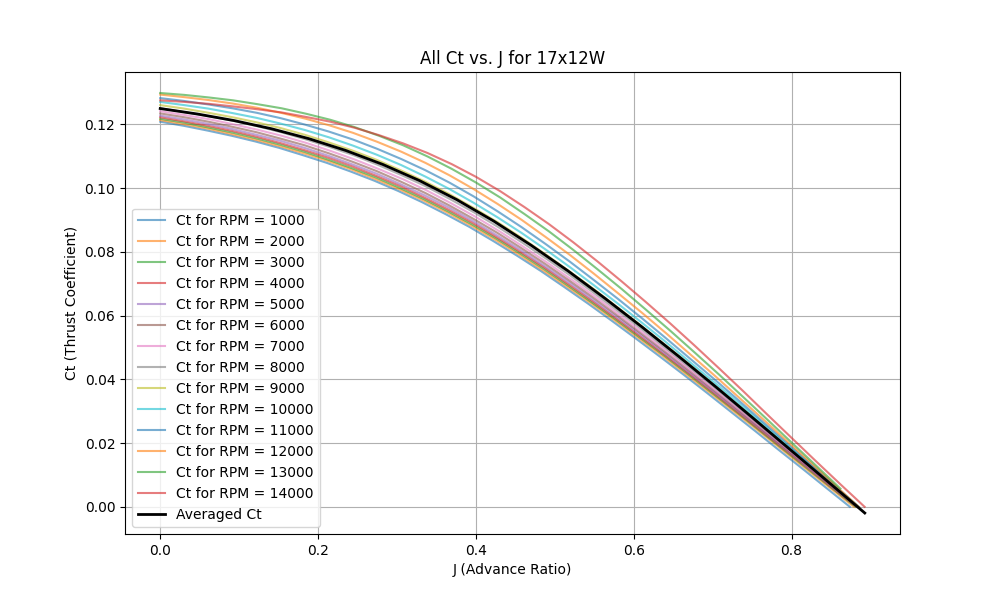 All Ct vs. J for 17x12W
Ct (Thrust Coefficient)
0.12
0.10
0.08
0.06
0.04
0.02
0.00
Ct for RPM = 1000
Ct for RPM = 2000
Ct for RPM = 3000
Ct for RPM = 4000
Ct for RPM = 5000
Ct for RPM = 6000
Ct for RPM = 7000
Ct for RPM = 8000
Ct for RPM = 9000
Ct for RPM = 10000
Ct for RPM = 11000
Ct for RPM = 12000
Ct for RPM = 13000
Ct for RPM = 14000
Averaged Ct
0.0 0.2 0.4 0.6 0.8
J (Advance Ratio)